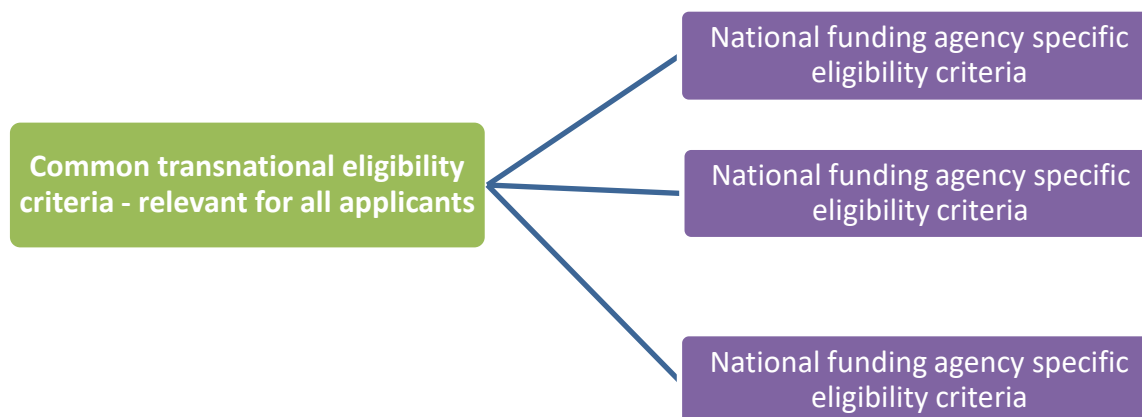 National funding agency specific
eligibility criteria
Common transnational eligibility
criteria - relevant for all applicants
National funding agency specific
eligibility criteria
National funding agency specific
eligibility criteria